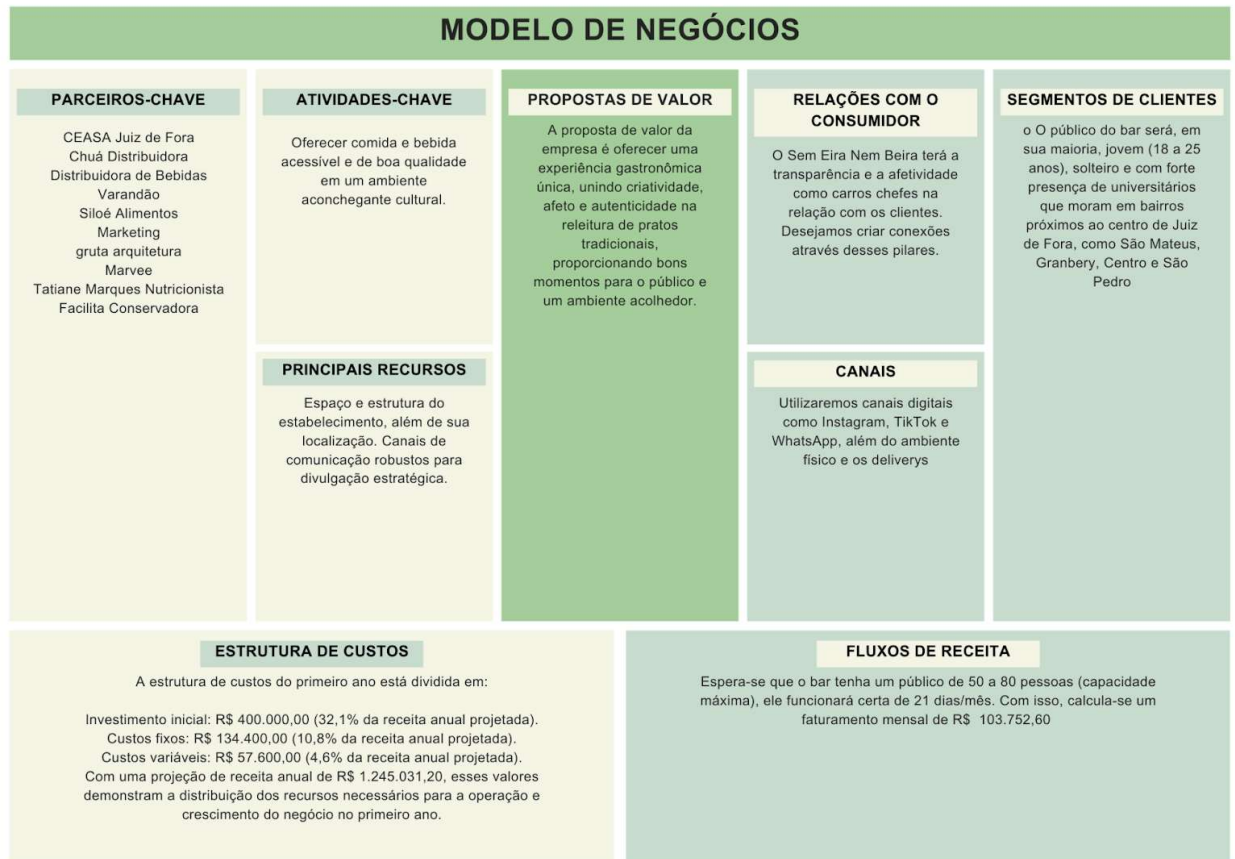 MODELO DE NEGÓCIOS
PARCEIROS-CHAVE
CEASA Juiz de Fora
Chuá Distribuidora
Distribuidora de Bebidas
Varandão
Siloé Alimentos
Marketing
gruta arquitetura
Marvee
Tatiane Marques Nutricionista
Facilita Conservadora
ATIVIDADES-CHAVE
Oferecer comida e bebida
acessível e de boa qualidade
em um ambiente
aconchegante cultural.
PRINCIPAIS RECURSOS
Espaço e estrutura do
estabelecimento, além de sua
localização. Canais de
comunicação robustos para
divulgação estratégica.
PROPOSTAS DE VALOR
A proposta de valor da
empresa é oferecer uma
experiência gastronômica
única, unindo criatividade,
afeto e autenticidade na
releitura de pratos
tradicionais,
proporcionando bons
momentos para o público e
um ambiente acolhedor.
RELAÇÕES COM O
CONSUMIDOR
O Sem Eira Nem Beira terá a
transparência e a afetividade
como carros chefes na
relação com os clientes.
Desejamos criar conexões
através desses pilares.
CANAIS
Utilizaremos canais digitais
como Instagram, TikTok e
WhatsApp, além do ambiente
físico e os deliverys
SEGMENTOS DE CLIENTES
o O público do bar será, em
sua maioria, jovem (18 a 25
anos), solteiro e com forte
presença de universitários
que moram em bairros
próximos ao centro de Juiz
de Fora, como São Mateus,
Granbery, Centro e São
Pedro
ESTRUTURA DE CUSTOS
A estrutura de custos do primeiro ano está dividida em:
Investimento inicial: R$ 400.000,00 (32,1% da receita anual projetada).
Custos fixos: R$ 134.400,00 (10,8% da receita anual projetada).
Custos variáveis: R$ 57.600,00 (4,6% da receita anual projetada).
Com uma projeção de receita anual de R$ 1.245.031,20, esses valores
demonstram a distribuição dos recursos necessários para a operação e
crescimento do negócio no primeiro ano.
FLUXOS DE RECEITA
Espera-se que o bar tenha um público de 50 a 80 pessoas (capacidade
máxima), ele funcionará certa de 21 dias/mês. Com isso, calcula-se um
faturamento mensal de R$ 103.752,60